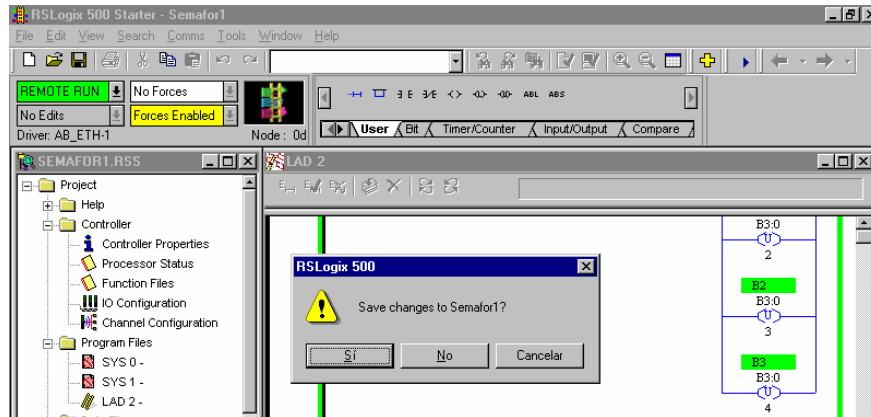 RSLogix 500 Starter - Semafor1
File Edit View Search Comms Tools Window Help
REMOTE RUN No Forces
No Edits Forces Enabled
Driver: AB_ETH-1 Node : 0d
ABL ABS
User Bit Timer/Counter Input/Output Compare
SEMAFOR1.RSS
Project
Help
Controller
Controller Properties
Processor Status
Function Files
IO Configuration
Channel Configuration
Program Files
SYS 0 -
SYS 1 -
LAD 2 -
LAD 2
B3:0
U
2
B2
B3:0
U
3
B3
B3:0
U
4
RSLogix 500
Save changes to Semafor1?
Sí No Cancelar